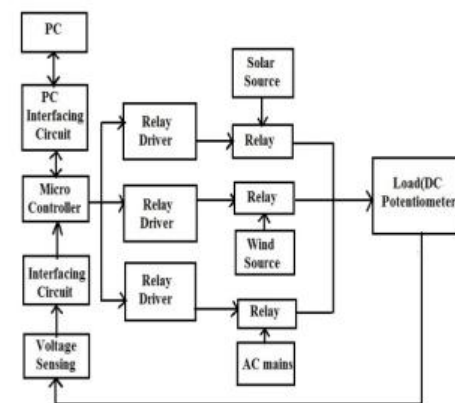 PC
PC
Interfacing
Circuit
Micro
Controller
Interfacing
Circuit
Voltage
Sensing
Relay
Driver
Relay
Driver
Relay
Driver
Solar
Source
Relay
Relay
Wind
Source
Relay
AC mains
Load(DC
Potentiometer